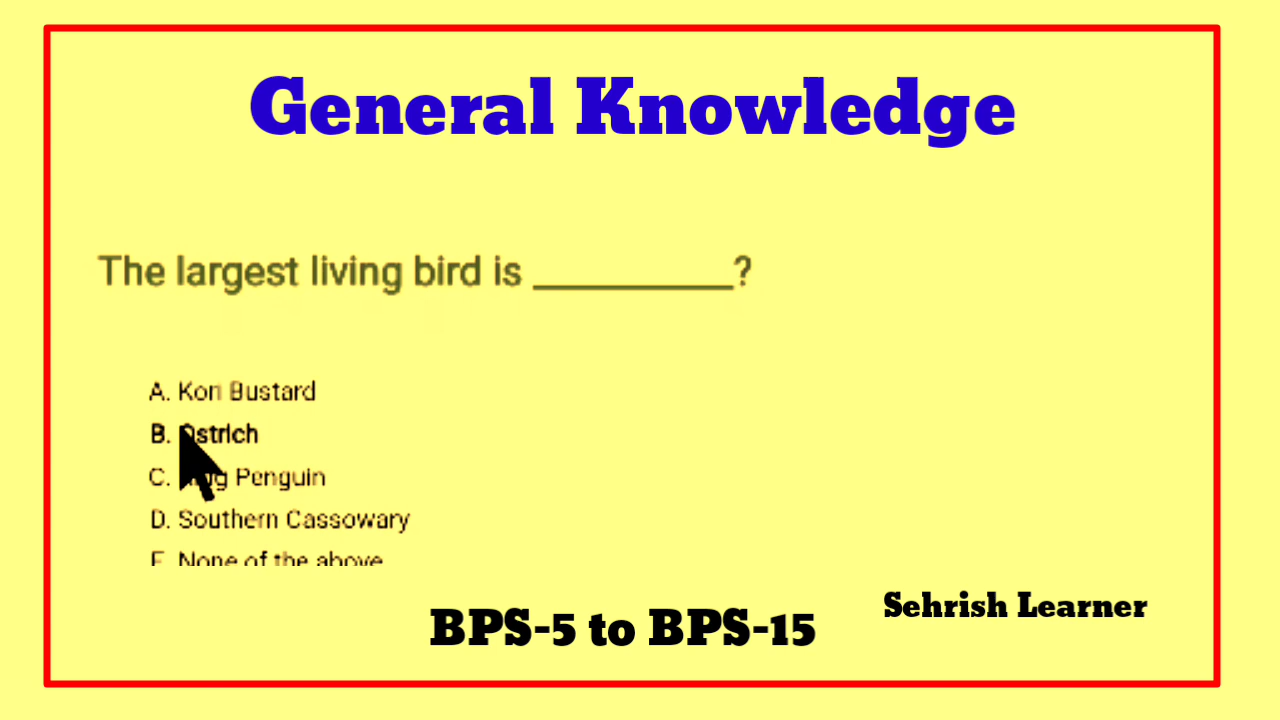 General Knowledge
The largest living bird is __________?
A. Kori Bustard
B. Ostrich
C. King Penguin
D. Southern Cassowary
E. None of the above
Sehrish Learner
BPS-5 to BPS-15